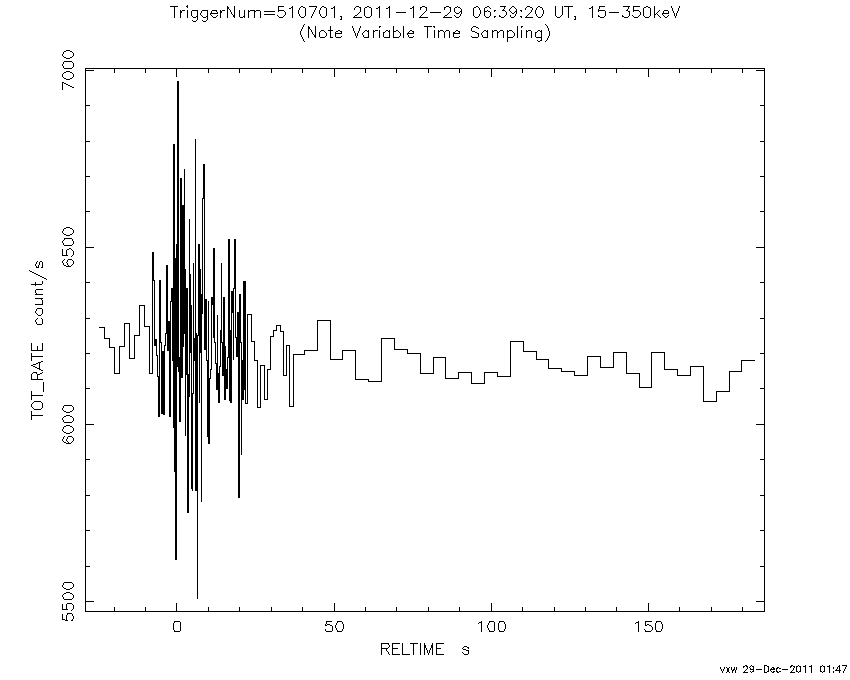 TriggerNum=510701, 2011-12-29 06:39:20 UT, 15-350keV
(Note Variable Time Sampling)
7000
6500
6000
5500
TOT_RATE count/s
0 50 100 150
RELTIME s
vxw 29-Dec-2011 01:47